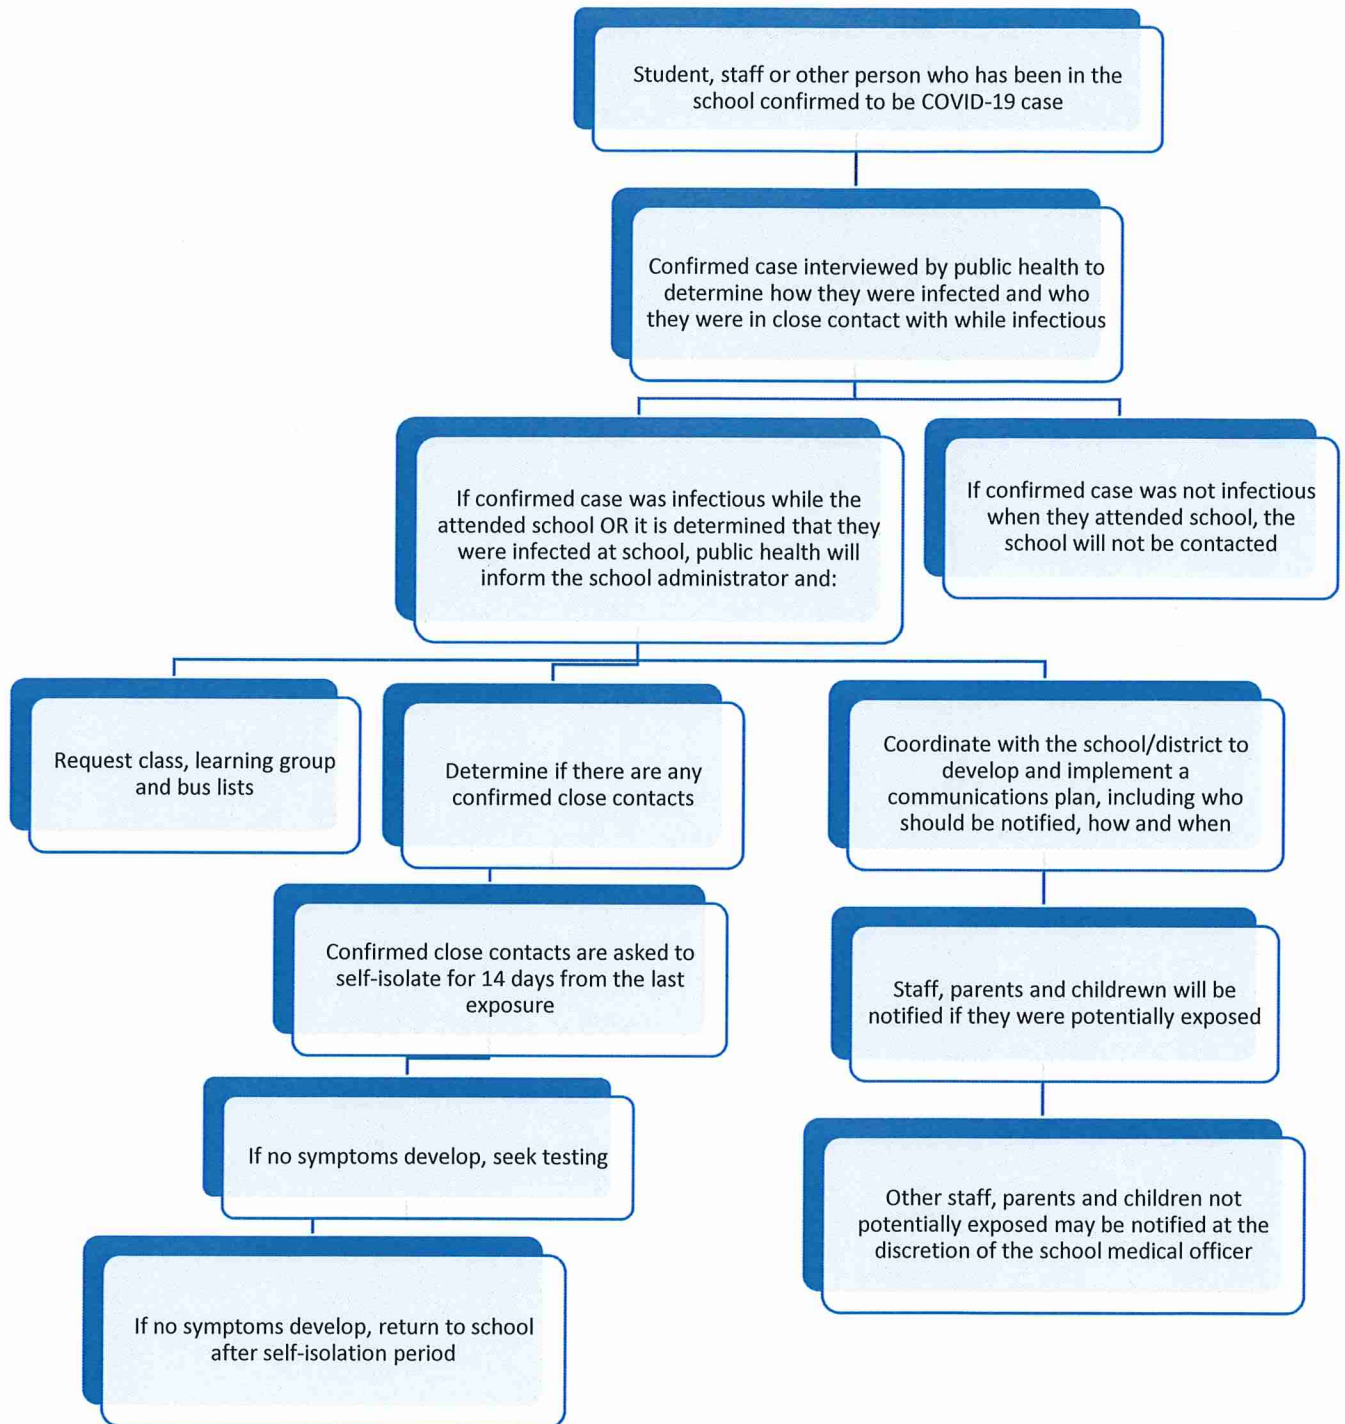 Student, staff or other person who has been in the
school confirmed to be COVID-19 case
Confirmed case interviewed by public health to
determine how they were infected and who
they were in close contact with while infectious
If confirmed case was infectious while the
attended school OR it is determined that they
were infected at school, public health will
inform the school administrator and:
If confirmed case was not infectious
when they attended school, the
school will not be contacted
Request class, learning group
and bus lists
Determine if there are any
confirmed close contacts
Coordinate with the school/district to
develop and implement a
communications plan, including who
should be notified, how and when
Confirmed close contacts are asked to
self-isolate for 14 days from the last
exposure
Staff, parents and childrewn will be
notified if they were potentially exposed
If no symptoms develop, seek testing
Other staff, parents and children not
potentially exposed may be notified at the
discretion of the school medical officer
If no symptoms develop, return to school
after self-isolation period